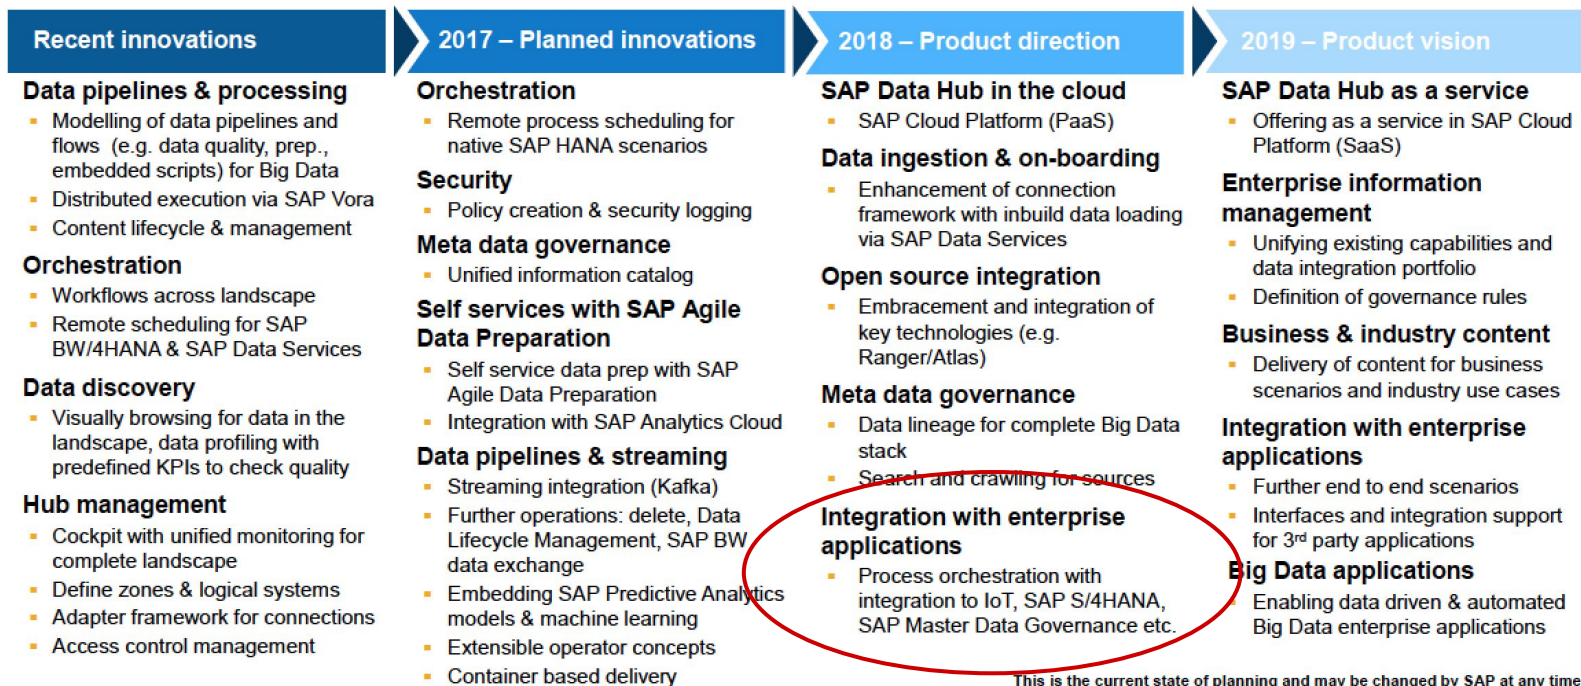 Recent innovations
Data pipelines & processing
Modelling of data pipelines and
flows (e.g. data quality, prep.,
embedded scripts) for Big Data
Distributed execution via SAP Vora
Content lifecycle & management
Orchestration
Workflows across landscape
Remote scheduling for SAP
BW/4HANA & SAP Data Services
Data discovery
Visually browsing for data in the
landscape, data profiling with
predefined KPIs to check quality
Hub management
Cockpit with unified monitoring for
complete landscape
Define zones & logical systems
Adapter framework for connections
Access control management
2017 – Planned innovations
Orchestration
Remote process scheduling for
native SAP HANA scenarios
Security
Policy creation & security logging
Meta data governance
Unified information catalog
Self services with SAP Agile
Data Preparation
Self service data prep with SAP
Agile Data Preparation
Integration with SAP Analytics Cloud
Data pipelines & streaming
Streaming integration (Kafka)
Further operations: delete, Data
Lifecycle Management, SAP BW
data exchange
Embedding SAP Predictive Analytics
models & machine learning
Extensible operator concepts
Container based delivery
2018 – Product direction
SAP Data Hub in the cloud
SAP Cloud Platform (PaaS)
Data ingestion & on-boarding
Enhancement of connection
framework with inbuild data loading
via SAP Data Services
Open source integration
Embracement and integration of
key technologies (e.g.
Ranger/Atlas)
Meta data governance
Data lineage for complete Big Data
stack
Search and crawling for sources
Integration with enterprise
applications
Process orchestration with
integration to IoT, SAP S/4HANA,
SAP Master Data Governance etc.
2019 – Product vision
SAP Data Hub as a service
Offering as a service in SAP Cloud
Platform (SaaS)
Enterprise information
management
Unifying existing capabilities and
data integration portfolio
Definition of governance rules
Business & industry content
Delivery of content for business
scenarios and industry use cases
Integration with enterprise
applications
Further end to end scenarios
Interfaces and integration support
for 3rd party applications
Big Data applications
Enabling data driven & automated
Big Data enterprise applications
This is the current state of planning and may be changed by SAP at any time